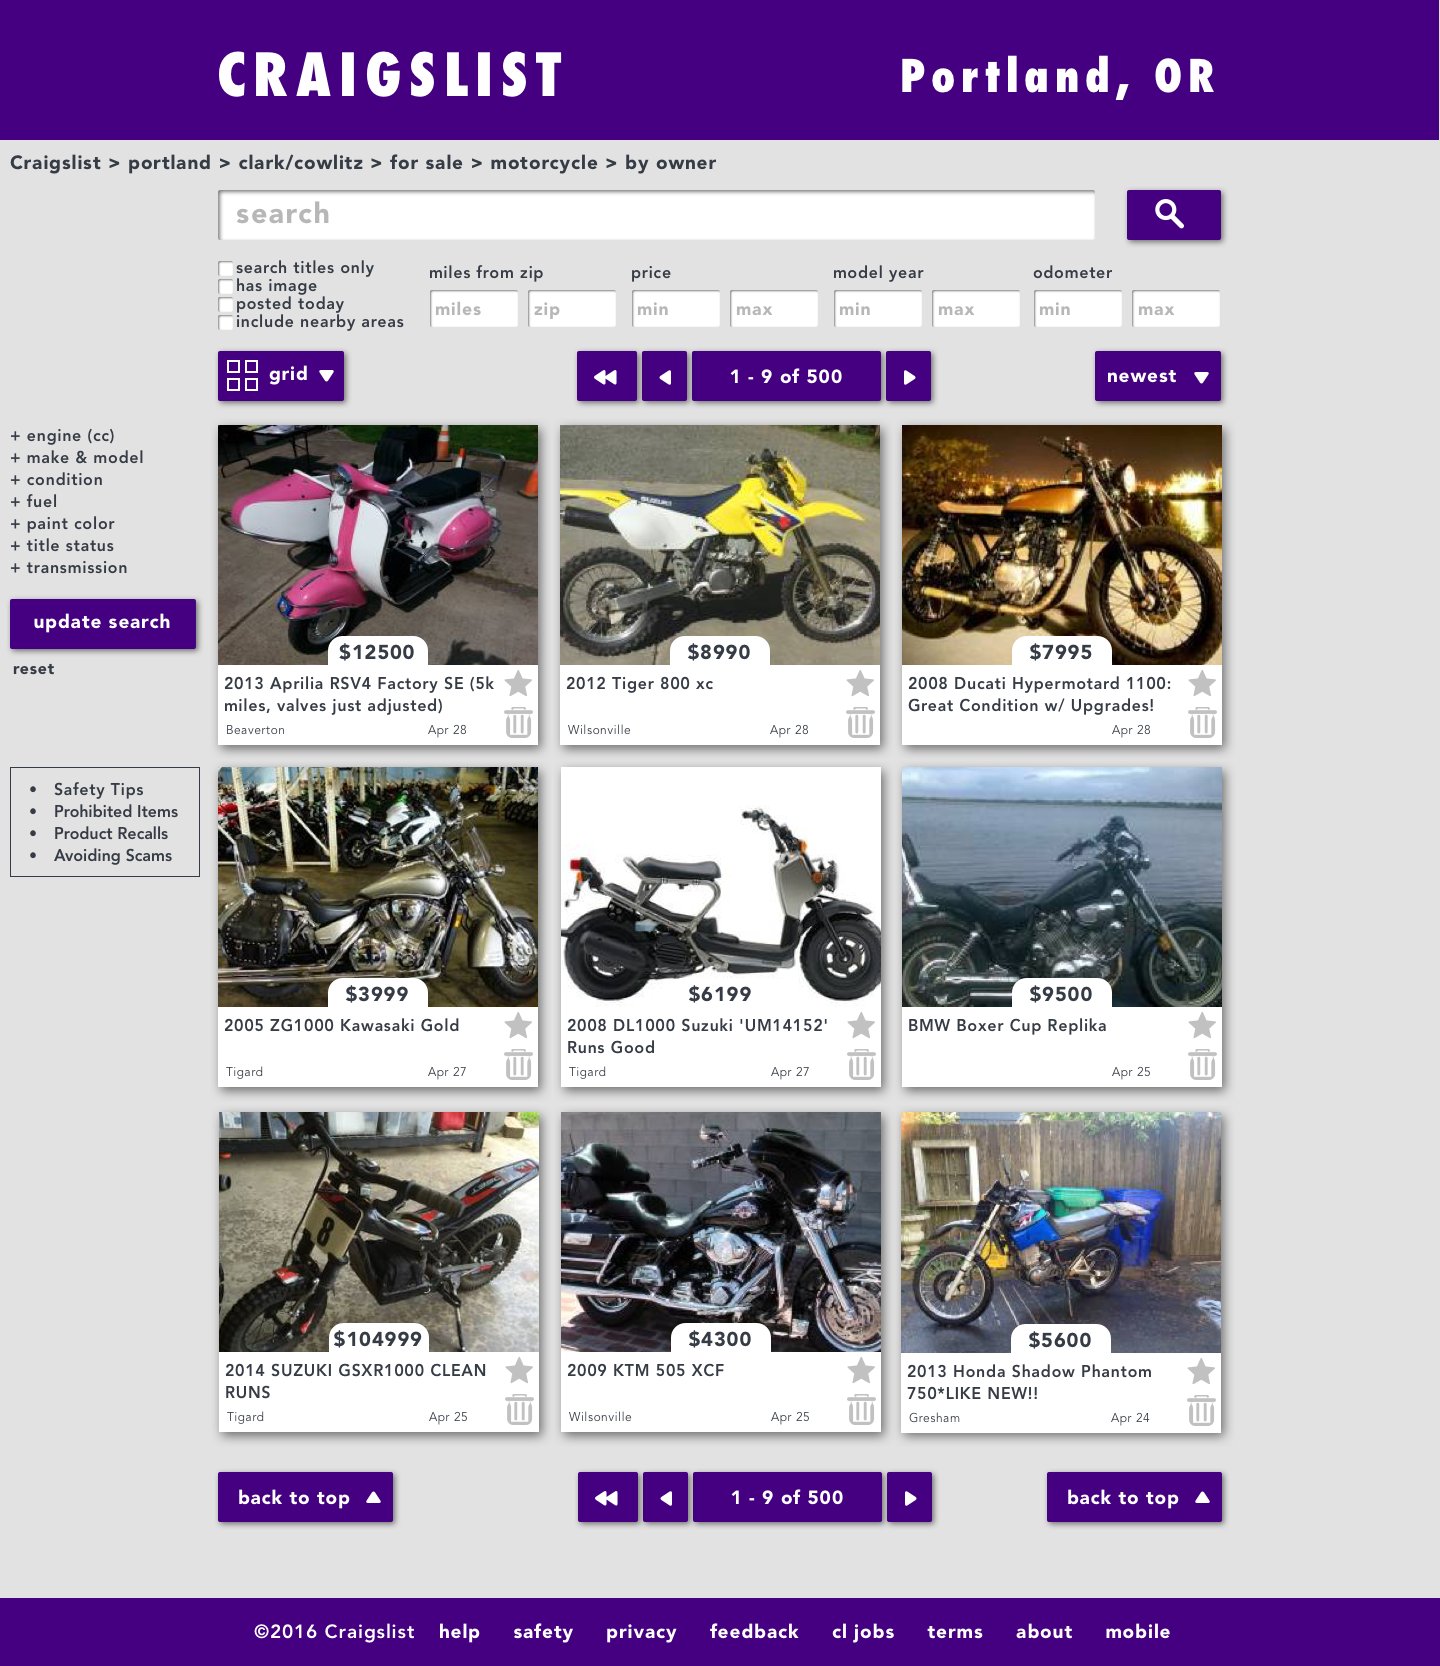 CRAIGSLIST
Portland, OR
Craigslist > portland > clark/cowlitz > for sale > motorcycle > by owner
search
search titles only
has image
posted today
include nearby areas
miles from zip
price
model year
odometer
miles
zip
min
max
min
max
min
max
grid
1 - 9 of 500
newest
+ engine (cc)
+ make & model
+ condition
+ fuel
+ paint color
+ title status
+ transmission
update search
reset
• Safety Tips
• Prohibited Items
• Product Recalls
• Avoiding Scams
$12500
2013 Aprilia RSV4 Factory SE (5k
miles, valves just adjusted)
Beaverton
Apr 28
SUZUKI
$8990
2012 Tiger 800 xc
Wilsonville
Apr 28
$7995
2008 Ducati Hypermotard 1100:
Great Condition w/ Upgrades!
Apr 28
$3999
2005 ZG1000 Kawasaki Gold
Tigard
Apr 27
$6199
2008 DL1000 Suzuki 'UM14152'
Runs Good
Tigard
Apr 27
$9500
BMW Boxer Cup Replika
Apr 25
8
$104999
2014 SUZUKI GSXR1000 CLEAN
RUNS
Tigard
Apr 25
$4300
2009 KTM 505 XCF
Wilsonville
Apr 25
$5600
2013 Honda Shadow Phantom
750*LIKE NEW!!
Gresham
Apr 24
back to top
1 - 9 of 500
back to top
©2016 Craigslist help safety privacy feedback cl jobs terms about mobile